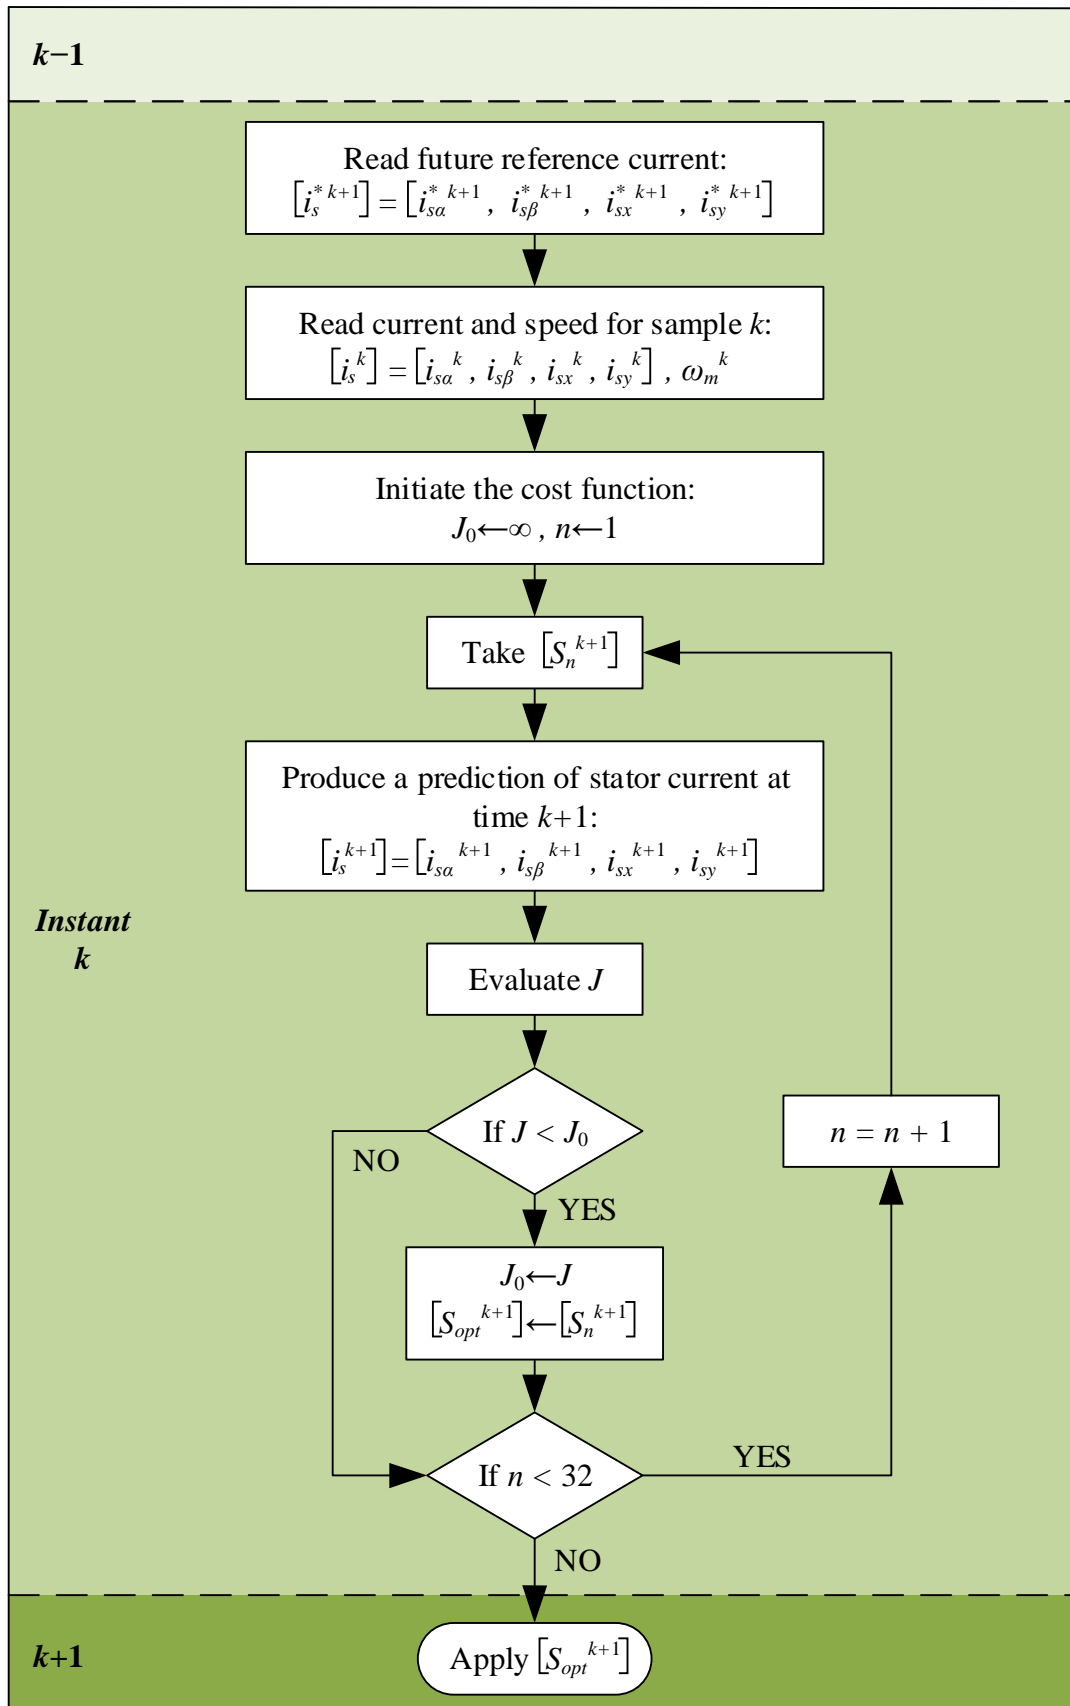 k−1
Read future reference current:
[i_s^{* k+1}] = [i_{sα}^{* k+1} , i_{sβ}^{* k+1} , i_{sx}^{* k+1} , i_{sy}^{* k+1}]
Read current and speed for sample k:
[i_s^k] = [i_{sα}^k , i_{sβ}^k , i_{sx}^k , i_{sy}^k] , ω_m^k
Initiate the cost function:
J_0←∞ , n←1
Take [S_n^{k+1}]
Produce a prediction of stator current at
time k+1:
[i_s^{k+1}]=[i_{sα}^{k+1} , i_{sβ}^{k+1} , i_{sx}^{k+1} , i_{sy}^{k+1}]
Instant
k
Evaluate J
If J < J_0
n = n + 1
NO
YES
J_0←J
[S_{opt}^{k+1}]←[S_n^{k+1}]
If n < 32
YES
NO
k+1
Apply [S_{opt}^{k+1}]